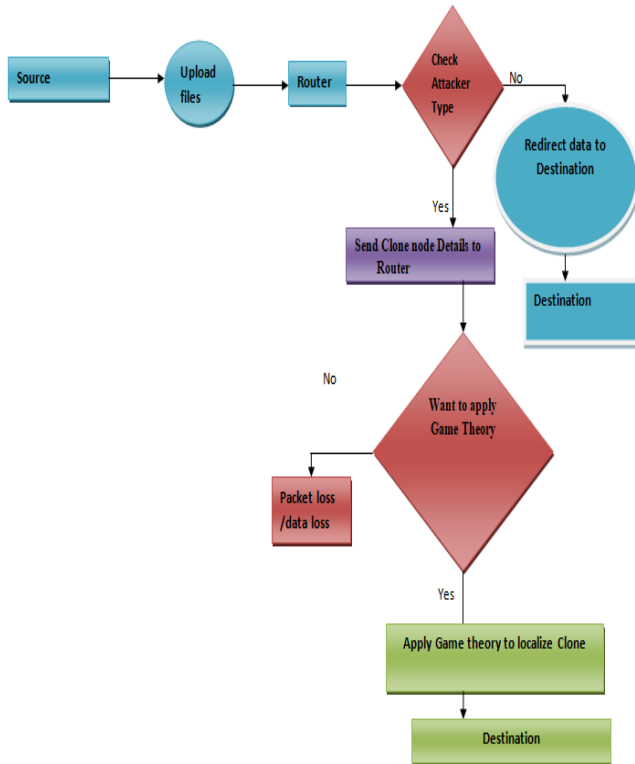 Source
Upload
files
Router
Check
Attacker
Type
No
Redirect data to
Destination
Yes
Send Clone node Details to
Router
Destination
No
Want to apply
Game Theory
Packet loss
/data loss
Yes
Apply Game theory to localize Clone
Destination